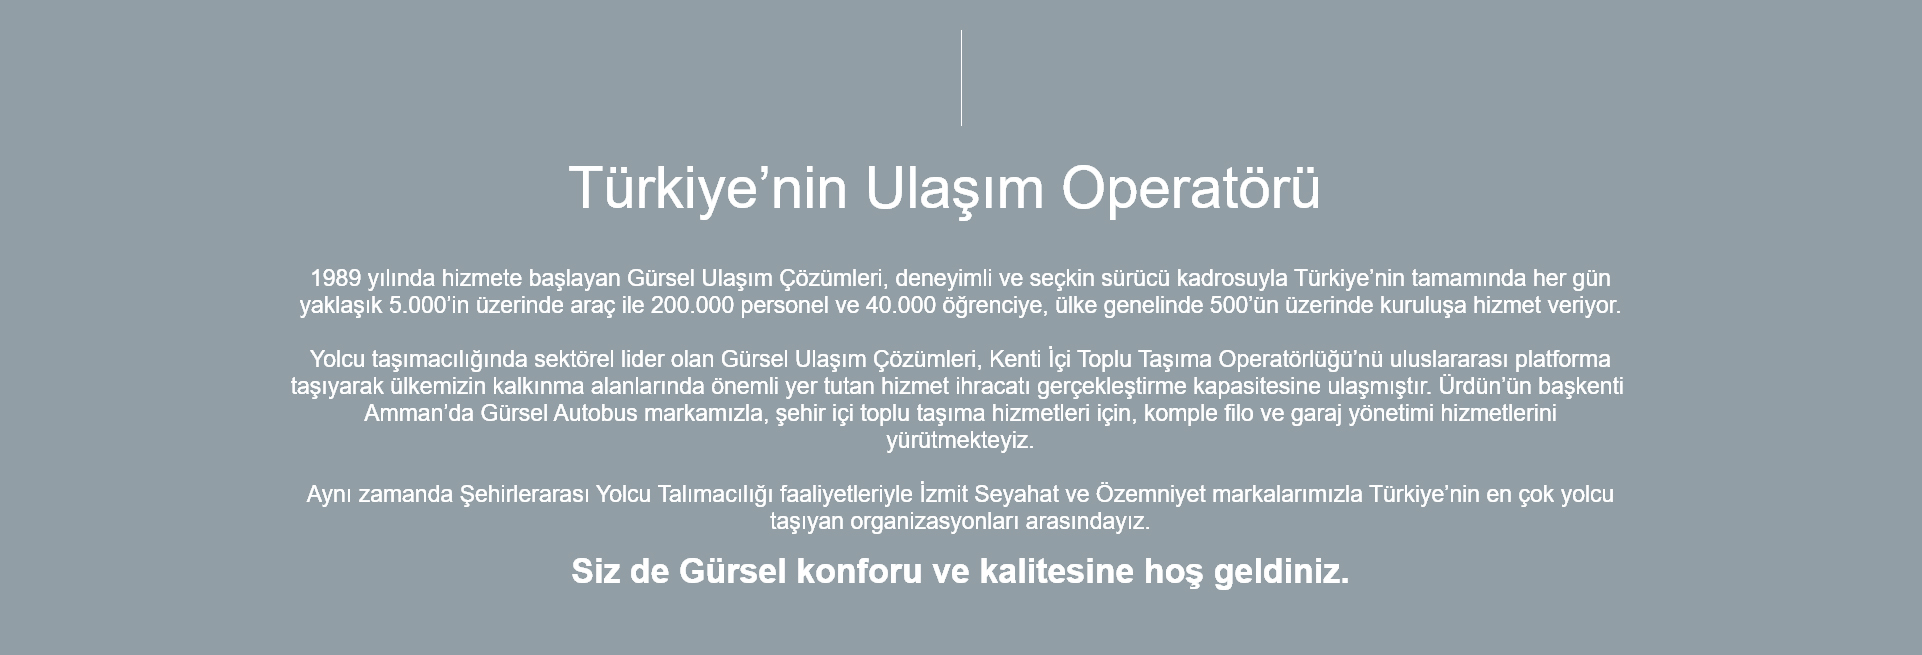 Türkiye’nin Ulaşım Operatörü
1989 yılında hizmete başlayan Gürsel Ulaşım Çözümleri, deneyimli ve seçkin sürücü kadrosuyla Türkiye’nin tamamında her gün
yaklaşık 5.000’in üzerinde araç ile 200.000 personel ve 40.000 öğrenciye, ülke genelinde 500’ün üzerinde kuruluşa hizmet veriyor.
Yolcu taşımacılığında sektörel lider olan Gürsel Ulaşım Çözümleri, Kenti İçi Toplu Taşıma Operatörlüğü’nü uluslararası platforma
taşıyarak ülkemizin kalkınma alanlarında önemli yer tutan hizmet ihracatı gerçekleştirme kapasitesine ulaşmıştır. Ürdün’ün başkenti
Amman’da Gürsel Autobus markamızla, şehir içi toplu taşıma hizmetleri için, komple filo ve garaj yönetimi hizmetlerini
yürütmekteyiz.
Aynı zamanda Şehirlerarası Yolcu Talımacılığı faaliyetleriyle İzmit Seyahat ve Özemniyet markalarımızla Türkiye’nin en çok yolcu
taşıyan organizasyonları arasındayız.
Siz de Gürsel konforu ve kalitesine hoş geldiniz.